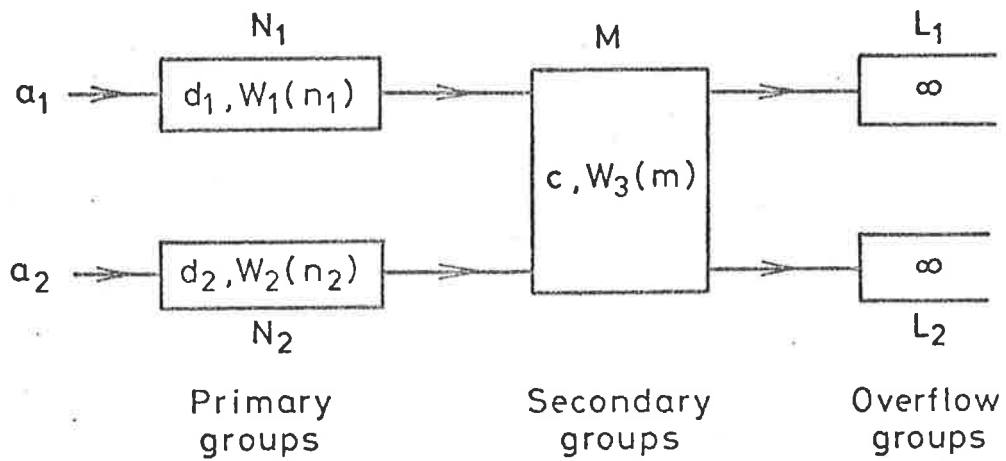 N₁ M L₁
a₁ d₁, W₁(n₁) ∞
c, W₃(m)
a₂ d₂, W₂(n₂) ∞
N₂ L₂
Primary Secondary Overflow
groups groups groups